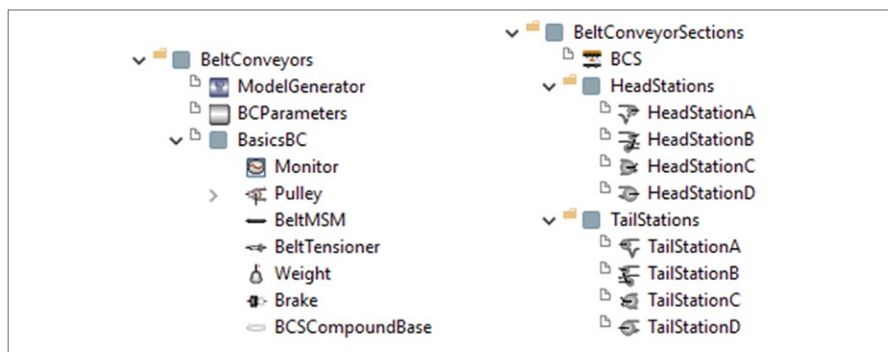 BeltConveyors
ModelGenerator
BCParameters
BasicsBC
Monitor
Pulley
BeltMSM
BeltTensioner
Weight
Brake
BCSCompoundBase
BeltConveyorSections
BCS
HeadStations
HeadStationA
HeadStationB
HeadStationC
HeadStationD
TailStations
TailStationA
TailStationB
TailStationC
TailStationD